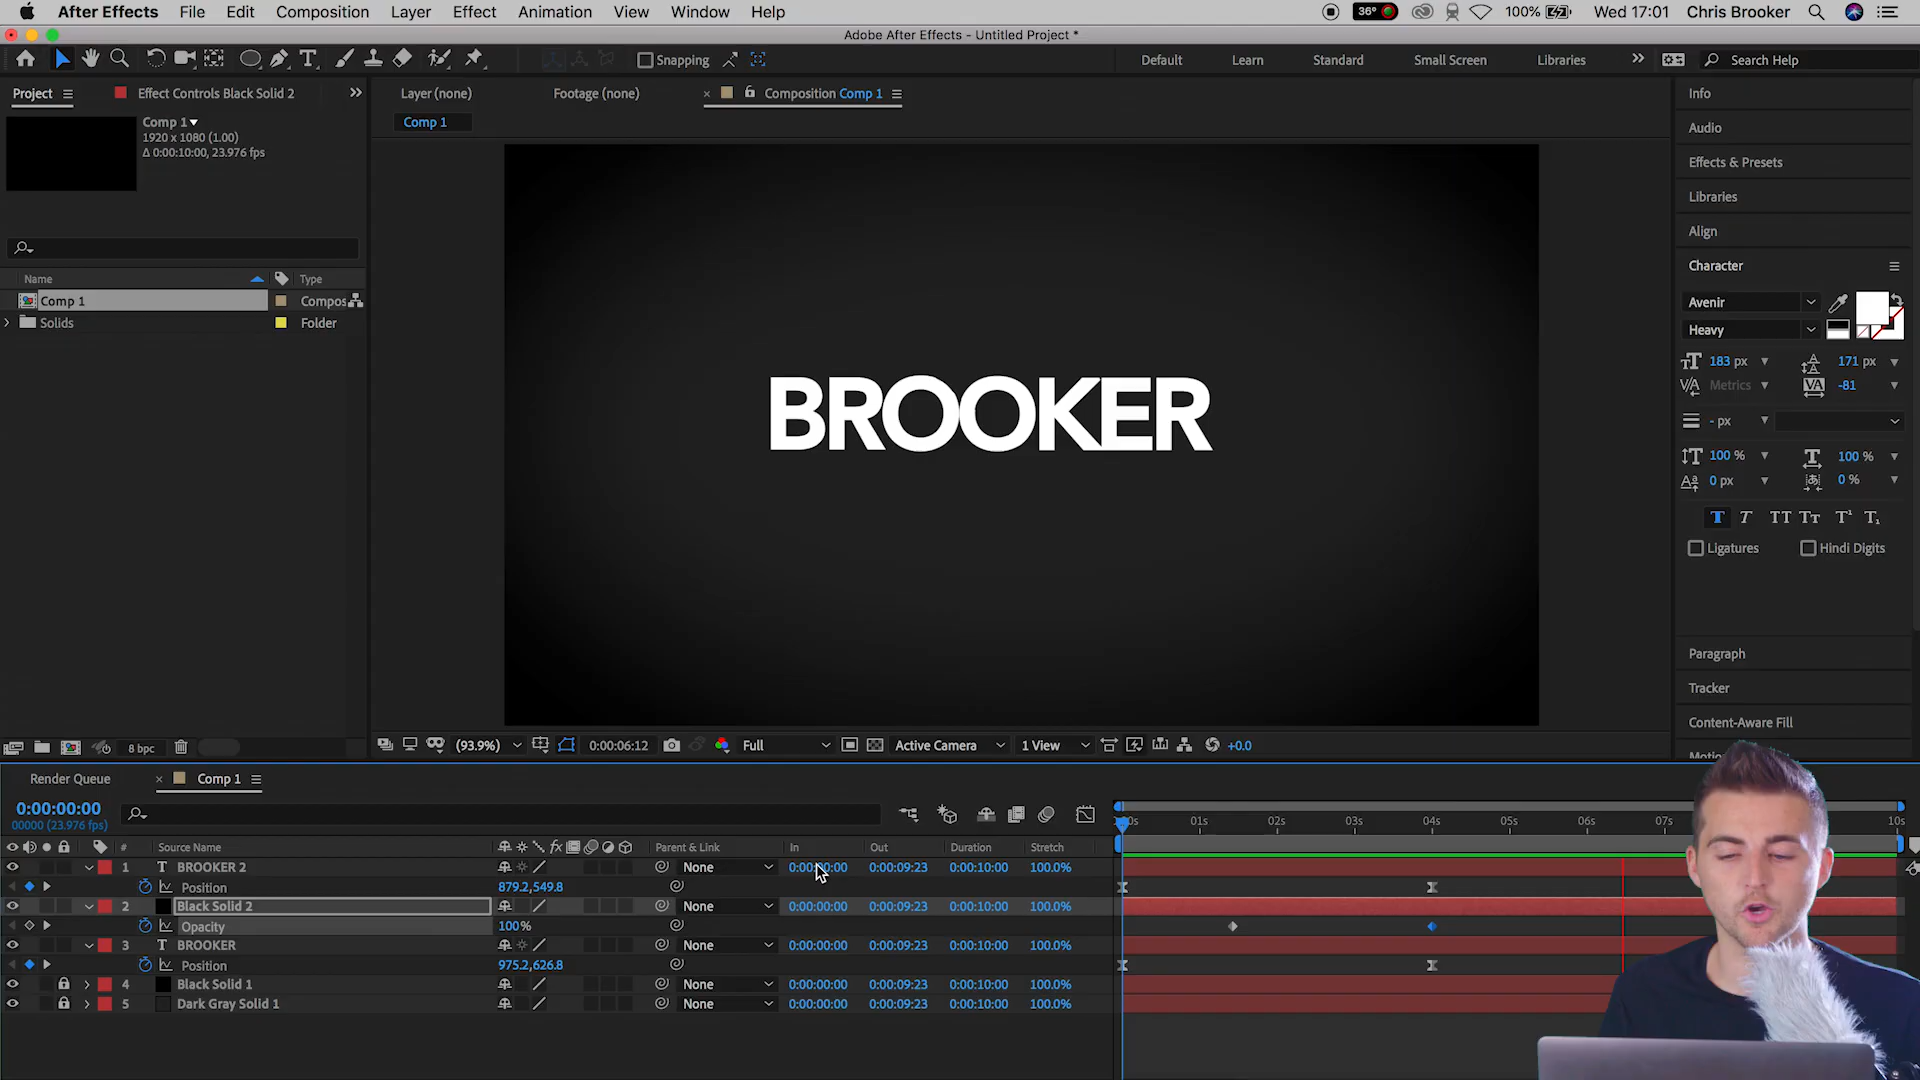 After Effects File Edit Composition Layer Effect Animation View Window Help 36° 100% Wed 17:01 Chris Brooker
Adobe After Effects - Untitled Project *
T Snapping Default Learn Standard Small Screen Libraries Search Help
Project Effect Controls Black Solid 2 Layer (none) Footage (none) Composition Comp 1
Comp 1
1920 x 1080 (1.00)
Δ 0:00:10:00, 23.976 fps)
Comp 1
Name Type
Comp 1 Compos
Solids Folder
BROOKER
Info
Audio
Effects & Presets
Libraries
Align
Character
Avenir
Heavy
183 px 171 px
Metrics -81
- px
100 % 100 %
0 px 0 %
T T TT Tт T¹ T₁
Ligatures Hindi Digits
Paragraph
Tracker
Content-Aware Fill
8 bpc (93.9%) 0:00:06:12 Full Active Camera 1 View +0.0
Render Queue Comp 1
0:00:00:00
00000 (23.976 fps)
01s 02s 03s 04s 05s 06s 07s 10s
# Source Name fx Parent & Link In Out Duration Stretch
1 T BROOKER 2 None 0:00:00:00 0:00:09:23 0:00:10:00 100.0%
Position 879.2,549.8
2 Black Solid 2 None 0:00:00:00 0:00:09:23 0:00:10:00 100.0%
Opacity 100%
3 T BROOKER None 0:00:00:00 0:00:09:23 0:00:10:00 100.0%
Position 975.2,626.8
4 Black Solid 1 None 0:00:00:00 0:00:09:23 0:00:10:00 100.0%
5 Dark Gray Solid 1 None 0:00:00:00 0:00:09:23 0:00:10:00 100.0%